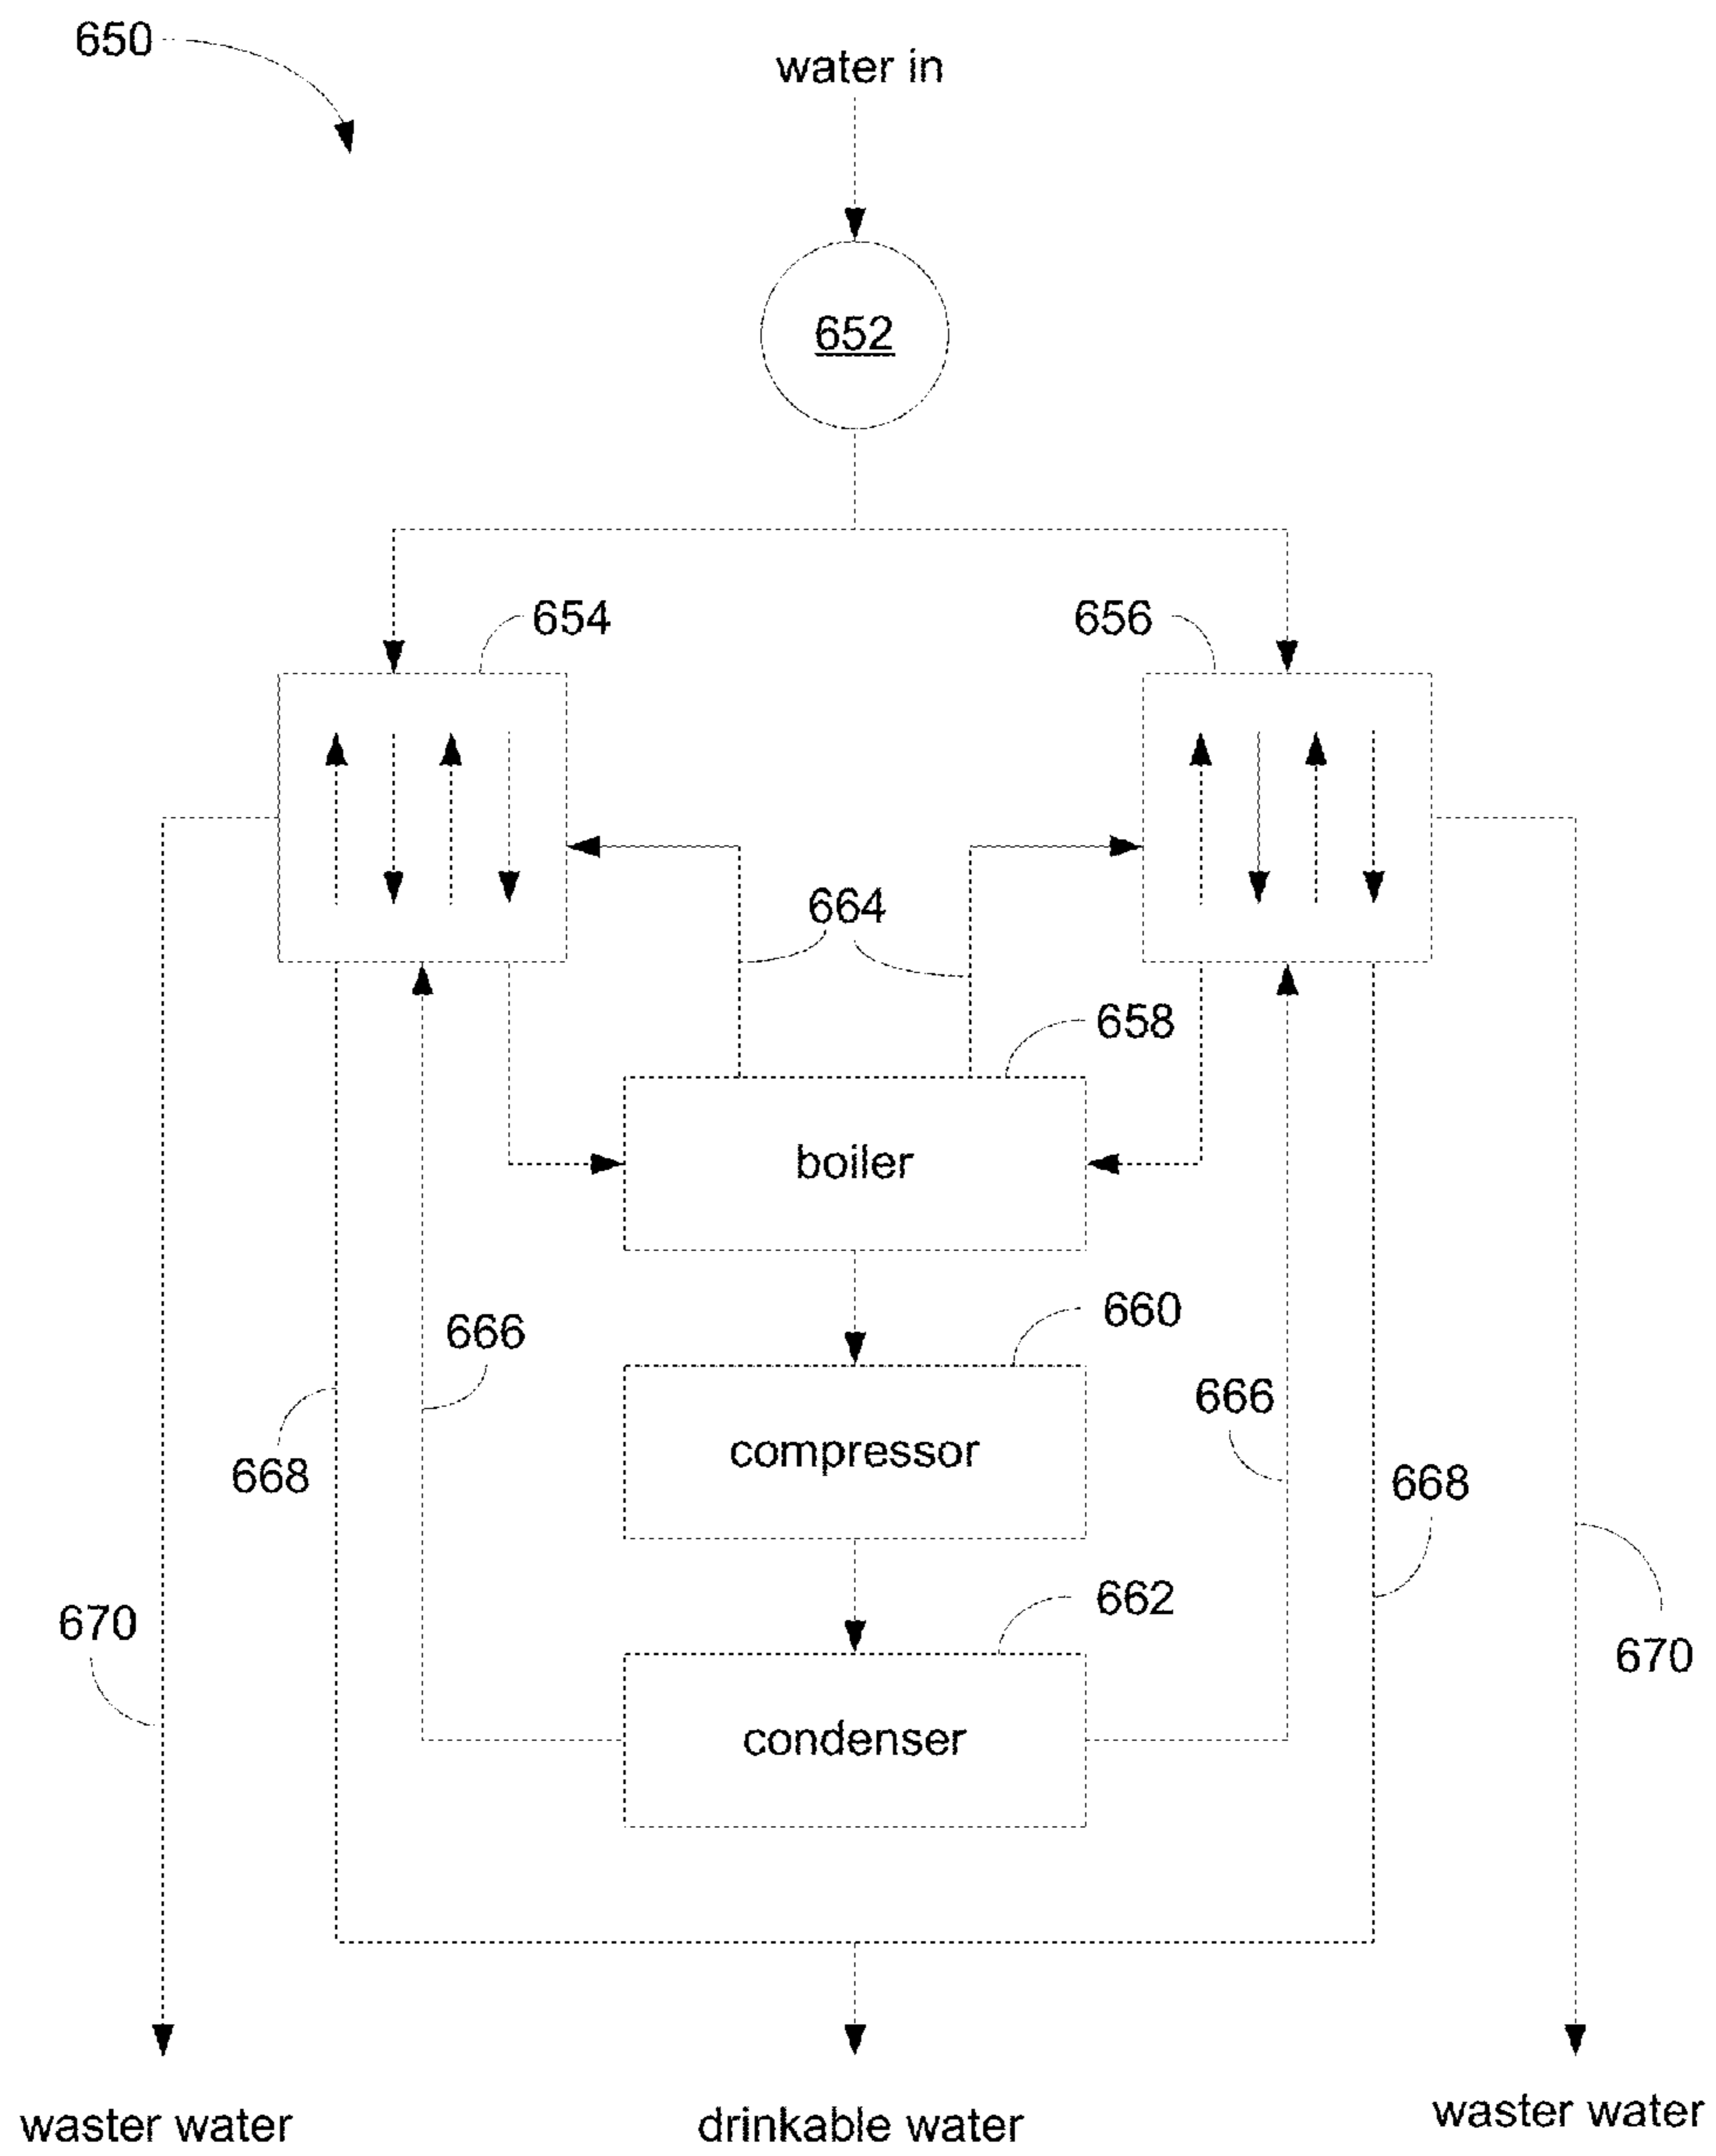 650
water in
652
654
656
664
658
boiler
660
666
compressor
666
668
668
662
670
670
condenser
waster water
drinkable water
waster water